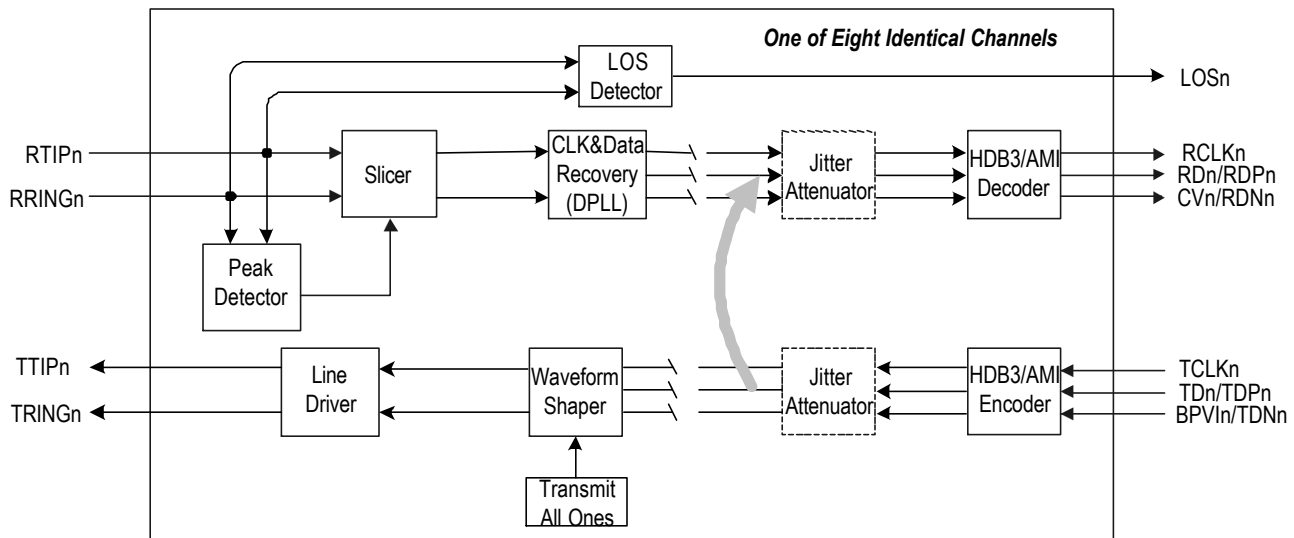 One of Eight Identical Channels
LOS
Detector
LOSn
RTIPn
RRINGn
Slicer
CLK&Data
Recovery
(DPLL)
Jitter
Attenuator
HDB3/AMI
Decoder
RCLKn
RDn/RDPn
CVn/RDNn
Peak
Detector
TTIPn
TRINGn
Line
Driver
Waveform
Shaper
Jitter
Attenuator
HDB3/AMI
Encoder
TCLKn
TDn/TDPn
BPVIn/TDNn
Transmit
All Ones